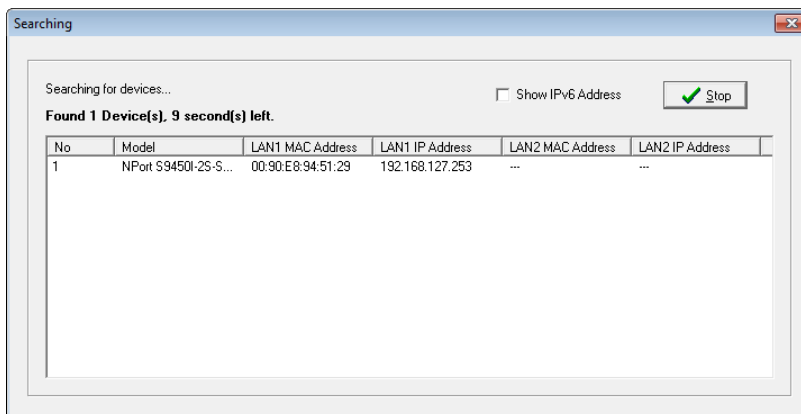 Searching
Searching for devices...
Show IPv6 Address
Stop
Found 1 Device(s), 9 second(s) left.
No Model LAN1 MAC Address LAN1 IP Address LAN2 MAC Address LAN2 IP Address
1 NPort S9450I-2S-S... 00:90:E8:94:51:29 192.168.127.253 --- ---